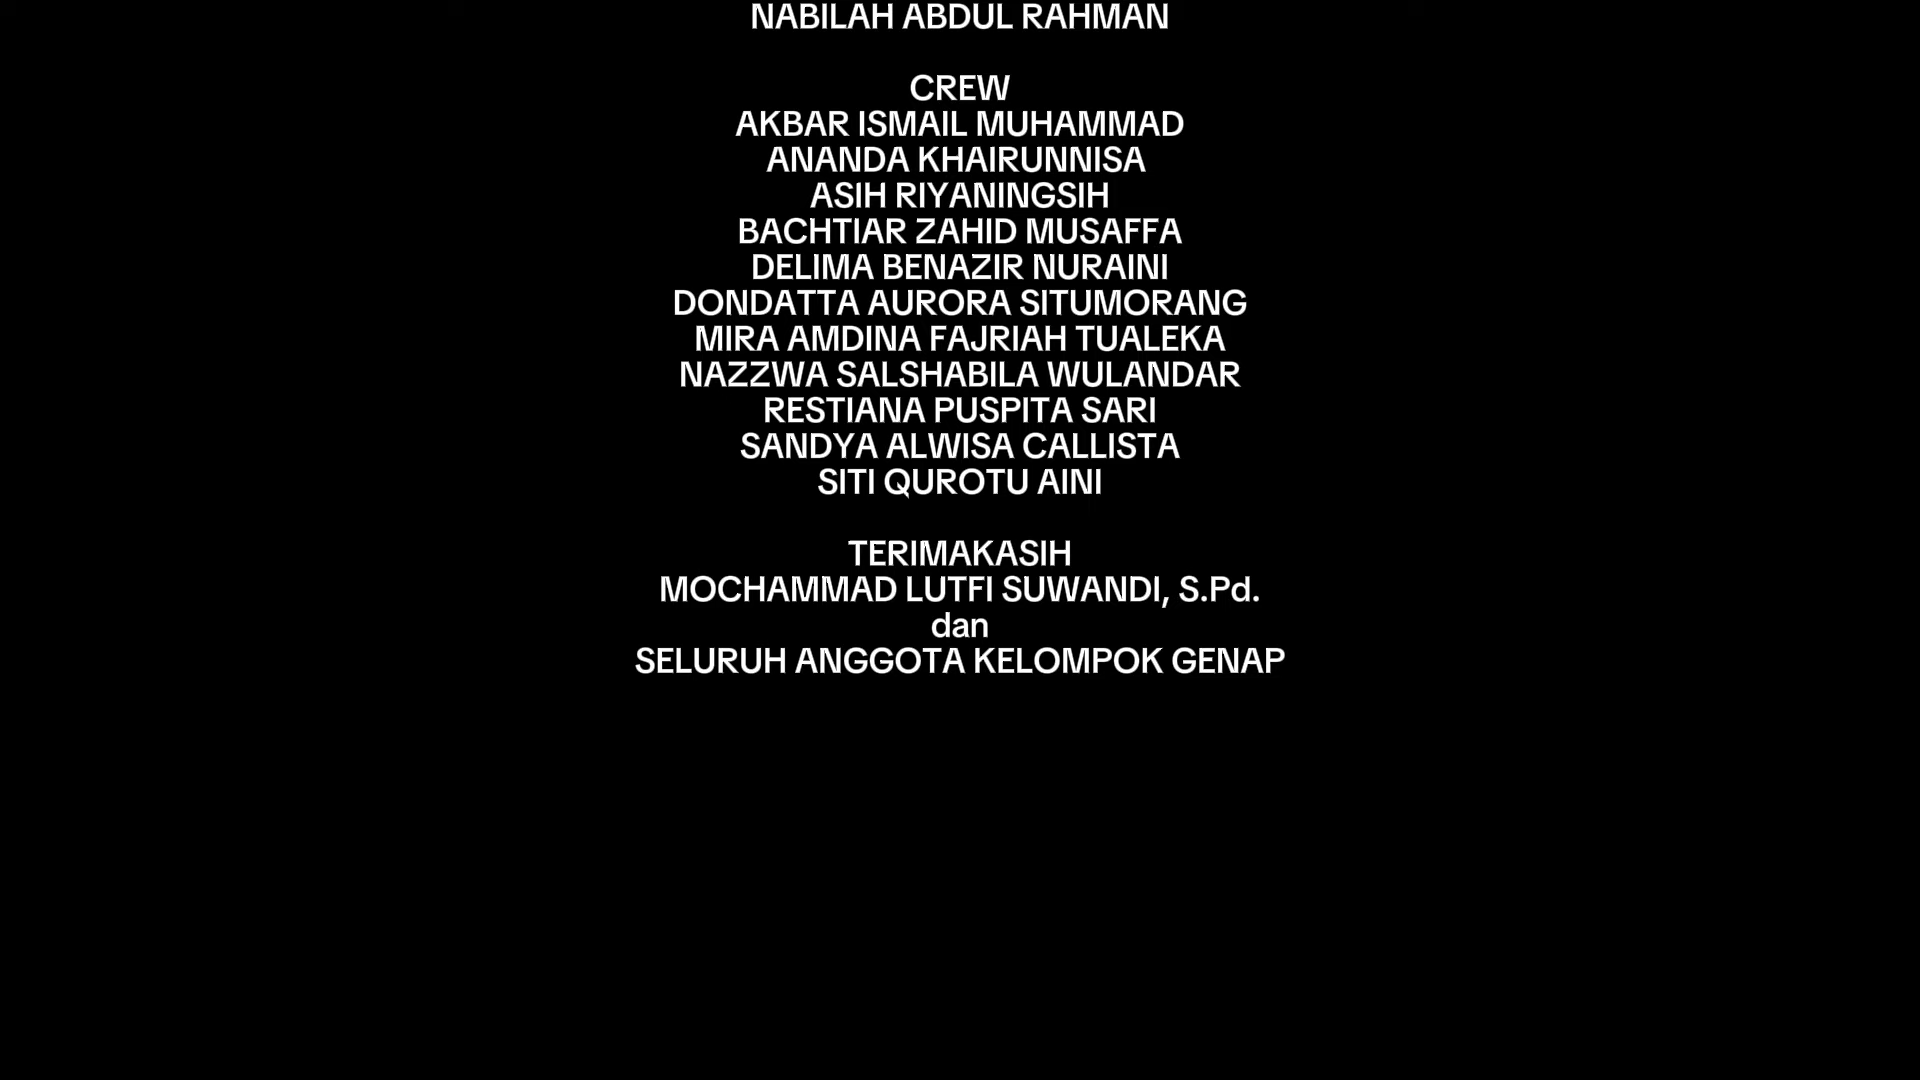 NABILAH ABDUL RAHMAN
CREW
AKBAR ISMAIL MUHAMMAD
ANANDA KHAIRUNNISA
ASIH RIYANINGSIH
BACHTIAR ZAHID MUSAFFA
DELIMA BENAZIR NURAINI
DONDATTA AURORA SITUMORANG
MIRA AMDINA FAJRIAH TUALEKA
NAZZWA SALSHABILA WULANDAR
RESTIANA PUSPITA SARI
SANDYA ALWISA CALLISTA
SITI QUROTU AINI
TERIMAKASIH
MOCHAMMAD LUTFI SUWANDI, S.Pd.
dan
SELURUH ANGGOTA KELOMPOK GENAP